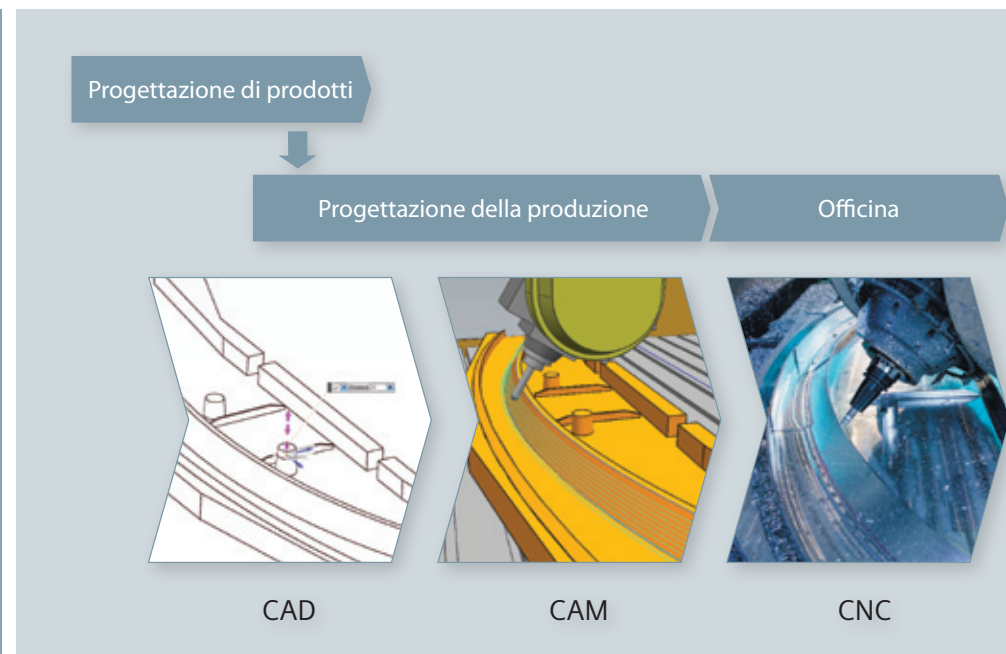 Progettazione di prodotti
Progettazione della produzione
Officina
CAD
CAM
CNC